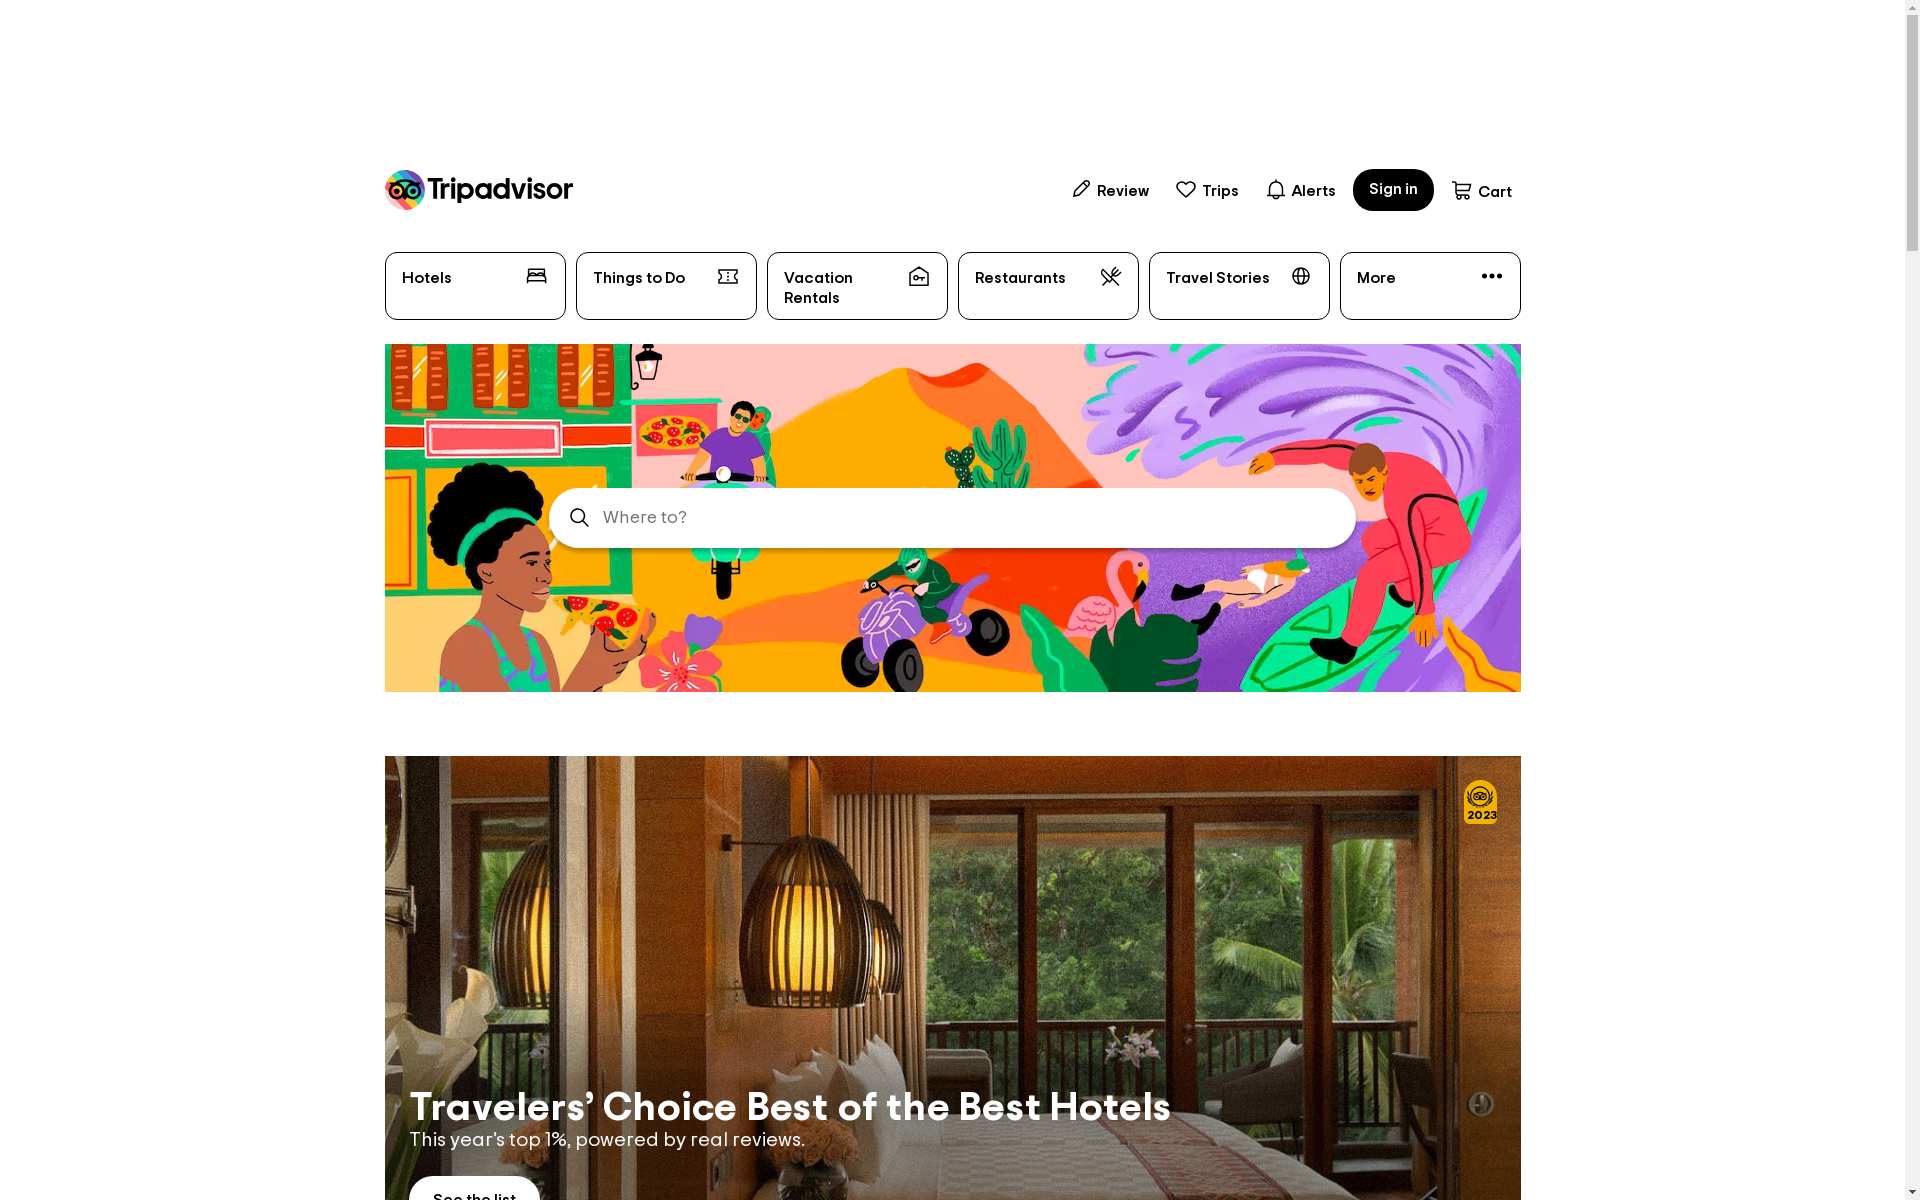 Tripadvisor
Review
Trips
Alerts
Sign in
Cart
Hotels
Things to Do
Vacation
Rentals
Restaurants
Travel Stories
More
Where to?
2023
Travelers’ Choice Best of the Best Hotels
This year’s top 1%, powered by real reviews.
See the list